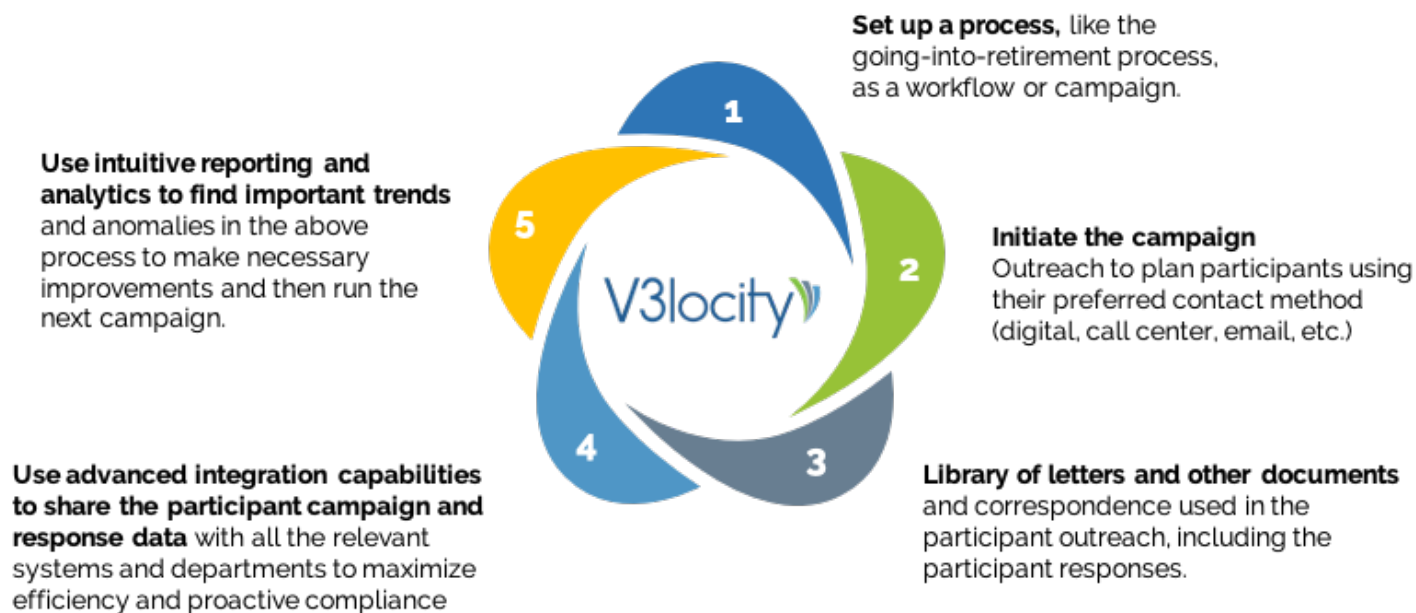 1
Set up a process, like the
going-into-retirement process,
as a workflow or campaign.
2
Initiate the campaign
Outreach to plan participants using
their preferred contact method
(digital, call center, email, etc.)
3
Library of letters and other documents
and correspondence used in the
participant outreach, including the
participant responses.
4
Use advanced integration capabilities
to share the participant campaign and
response data with all the relevant
systems and departments to maximize
efficiency and proactive compliance
5
Use intuitive reporting and
analytics to find important trends
and anomalies in the above
process to make necessary
improvements and then run the
next campaign.
V3locity